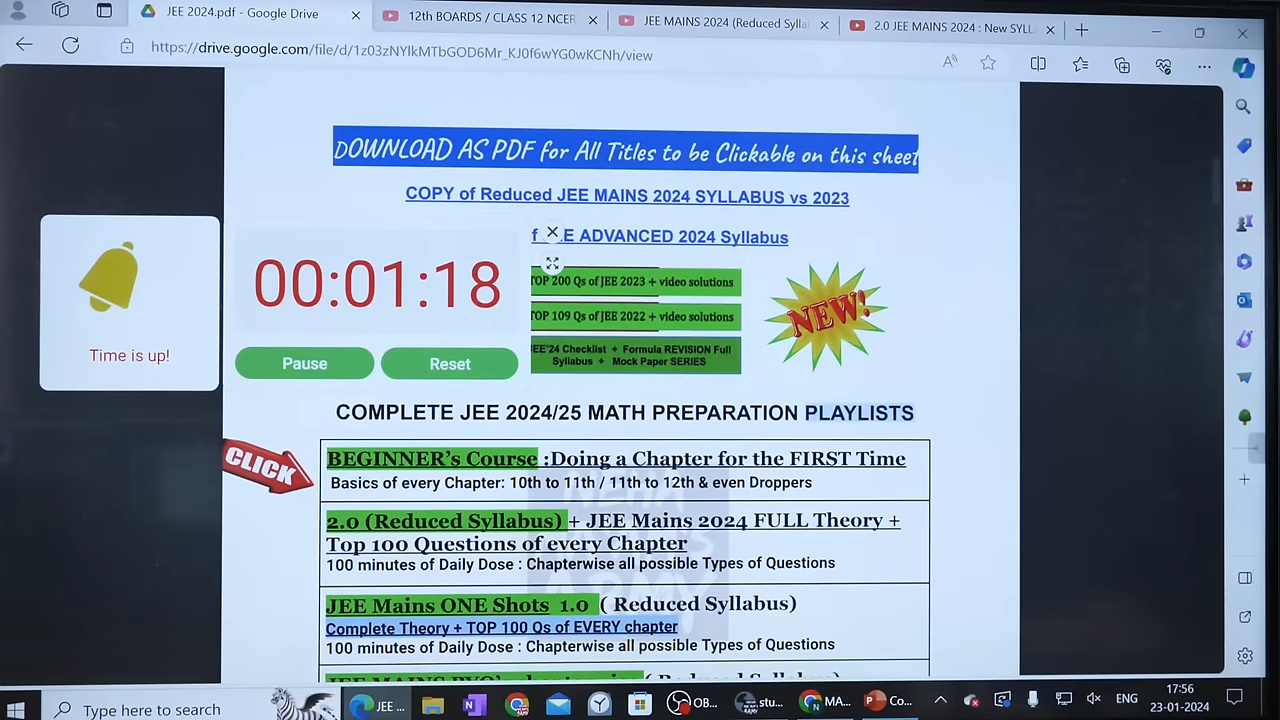 JEE 2024.pdf - Google Drive
12th BOARDS / CLASS 12 NCER
JEE MAINS 2024 (Reduced Sylla
2.0 JEE MAINS 2024 : New SYLL
https://drive.google.com/file/d/1z03zNYlkMTbGOD6Mr_KJ0f6wYG0wKCNh/view
DOWNLOAD AS PDF for All Titles to be Clickable on this sheet
COPY of Reduced JEE MAINS 2024 SYLLABUS vs 2023
f E ADVANCED 2024 Syllabus
00:01:18
Time is up!
Pause
Reset
TOP 200 Qs of JEE 2023 + video solutions
TOP 109 Qs of JEE 2022 + video solutions
JEE'24 Checklist + Formula REVISION Full
Syllabus + Mock Paper SERIES
NEW!
COMPLETE JEE 2024/25 MATH PREPARATION PLAYLISTS
CLICK
BEGINNER's Course :Doing a Chapter for the FIRST Time
Basics of every Chapter: 10th to 11th / 11th to 12th & even Droppers
2.0 (Reduced Syllabus) + JEE Mains 2024 FULL Theory +
Top 100 Questions of every Chapter
100 minutes of Daily Dose : Chapterwise all possible Types of Questions
JEE Mains ONE Shots 1.0 ( Reduced Syllabus)
Complete Theory + TOP 100 Qs of EVERY chapter
100 minutes of Daily Dose : Chapterwise all possible Types of Questions
Type here to search
JEE ...
OB...
stu...
MA...
Co...
ENG
17:56
23-01-2024